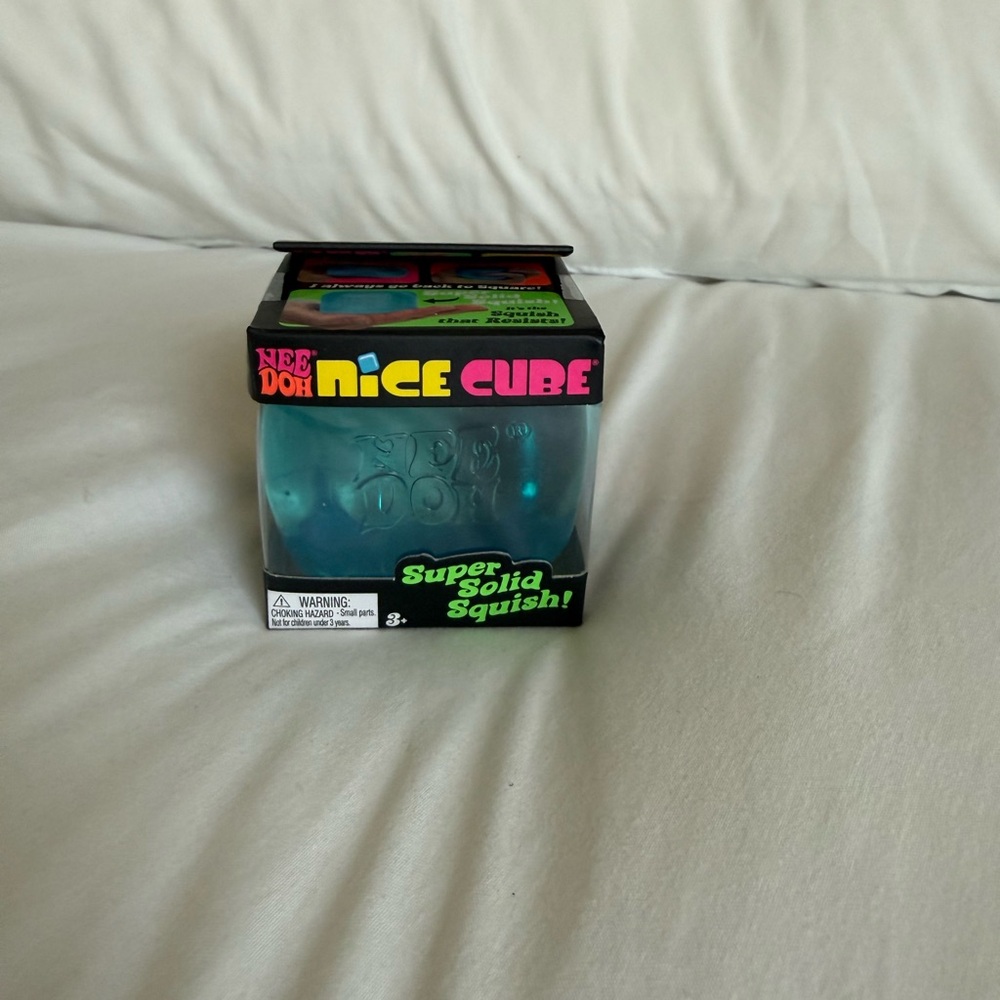 I always go back to Square!
Super Solid
Squish!
It's the
Squish
that Resists!
NEE
DOH® NiCE CUBE®
NEE®
DOH
Super
Solid
Squish!
WARNING:
CHOKING HAZARD - Small parts.
Not for children under 3 years.
3+